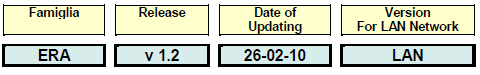 Famiglia Release Date of Updating Version For LAN Network
ERA v 1.2 26-02-10 LAN